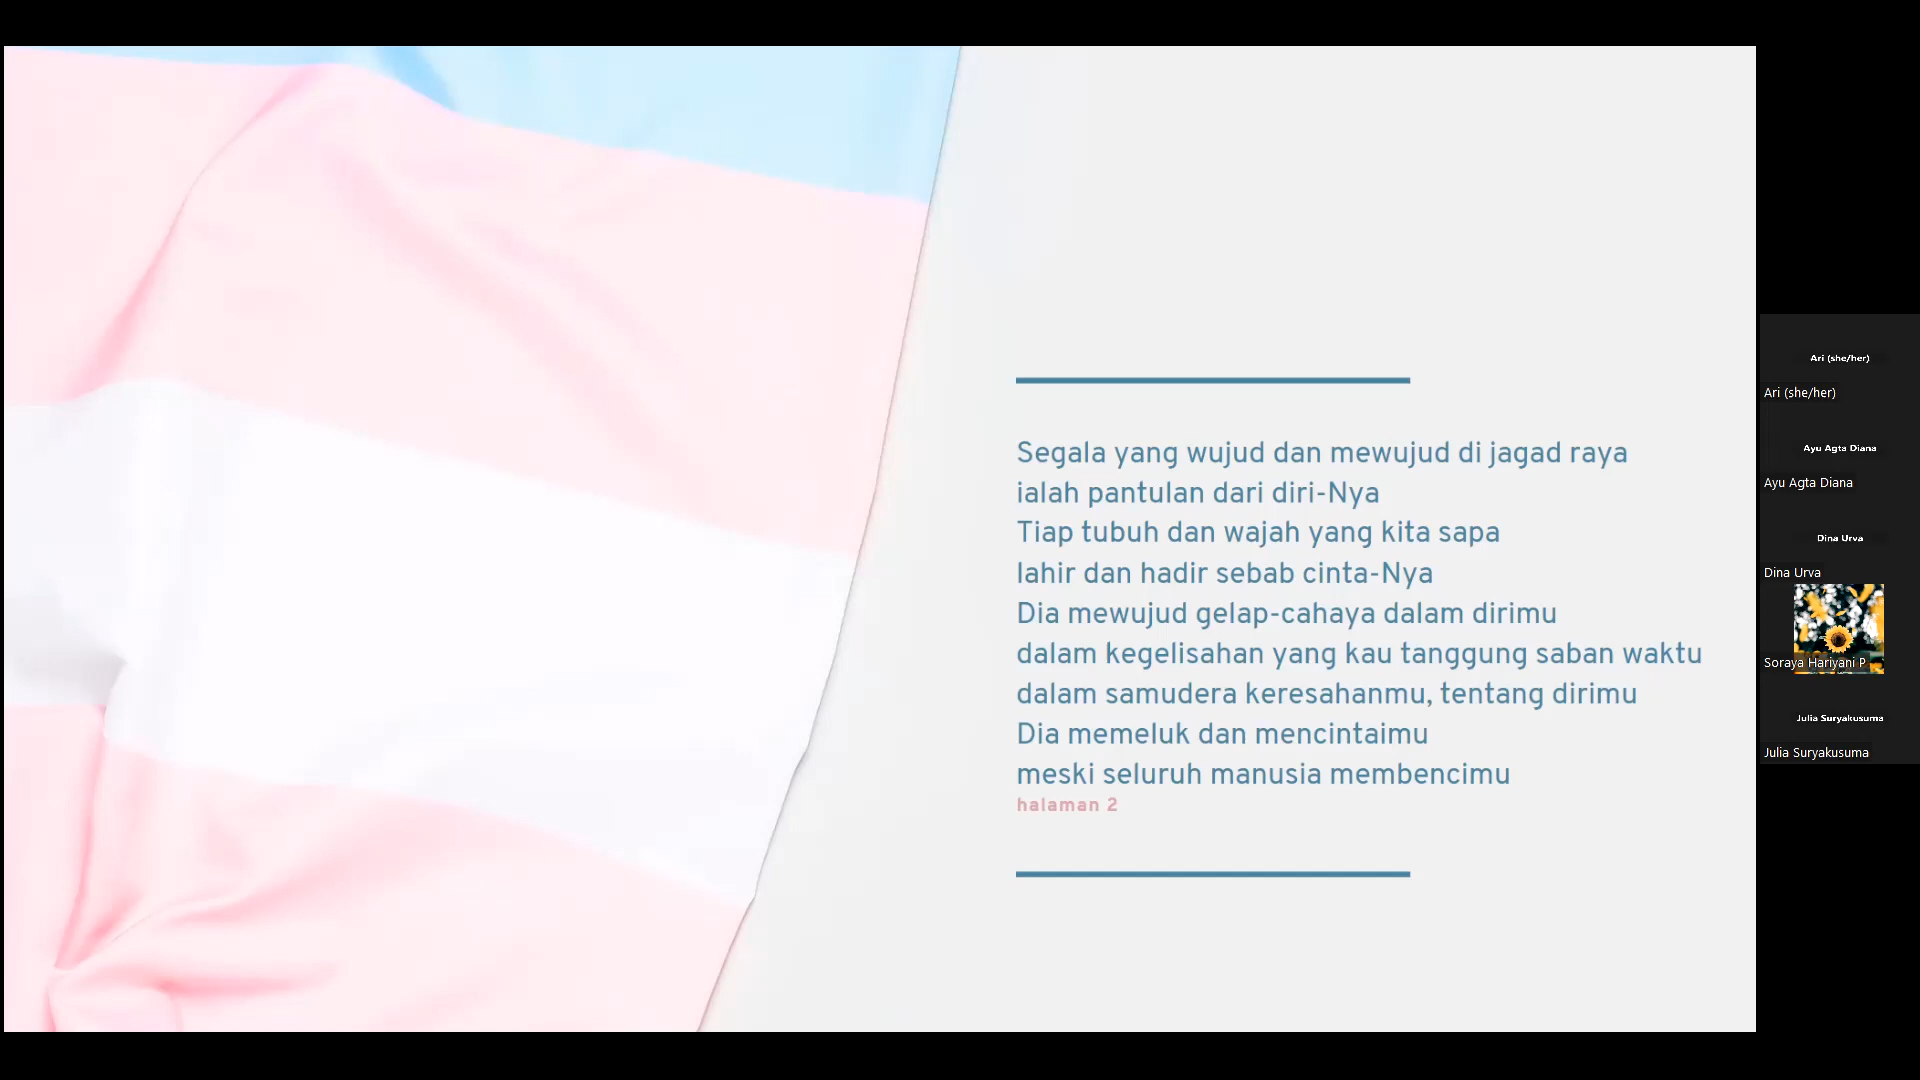 Segala yang wujud dan mewujud di jagad raya
ialah pantulan dari diri-Nya
Tiap tubuh dan wajah yang kita sapa
lahir dan hadir sebab cinta-Nya
Dia mewujud gelap-cahaya dalam dirimu
dalam kegelisahan yang kau tanggung saban waktu
dalam samudera keresahanmu, tentang dirimu
Dia memeluk dan mencintaimu
meski seluruh manusia membencimu
halaman 2
Ari (she/her)
Ari (she/her)
Ayu Agta Diana
Ayu Agta Diana
Dina Urva
Dina Urva
Soraya Hariyani P
Julia Suryakusuma
Julia Suryakusuma